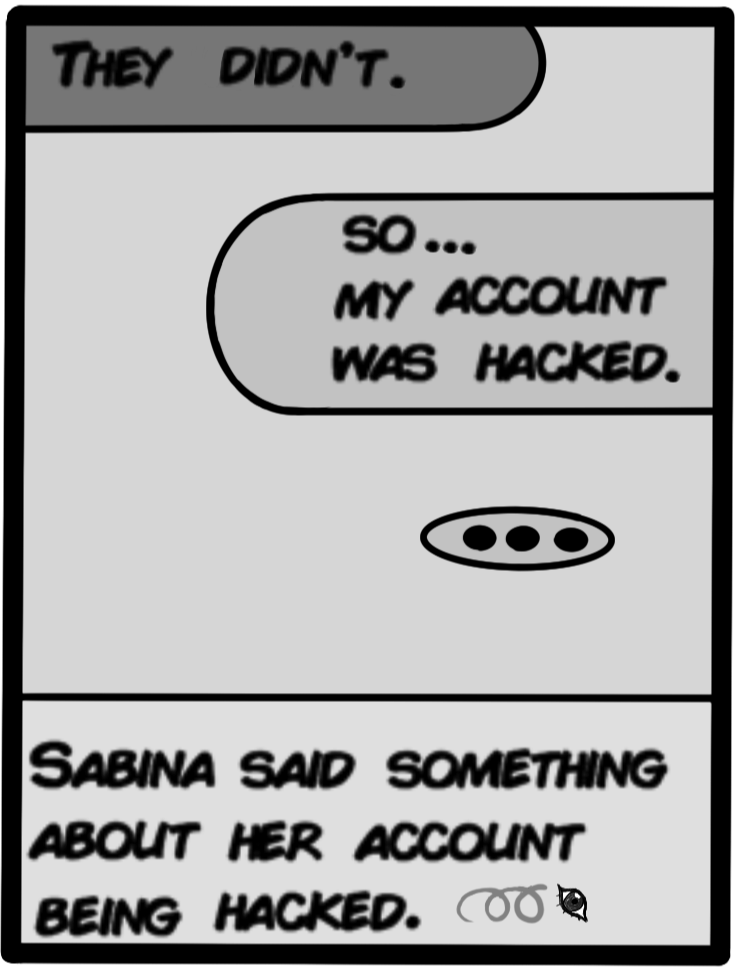 They didn't.
So...
my account
was hacked.
...
Sabina said something
about her account
being hacked.